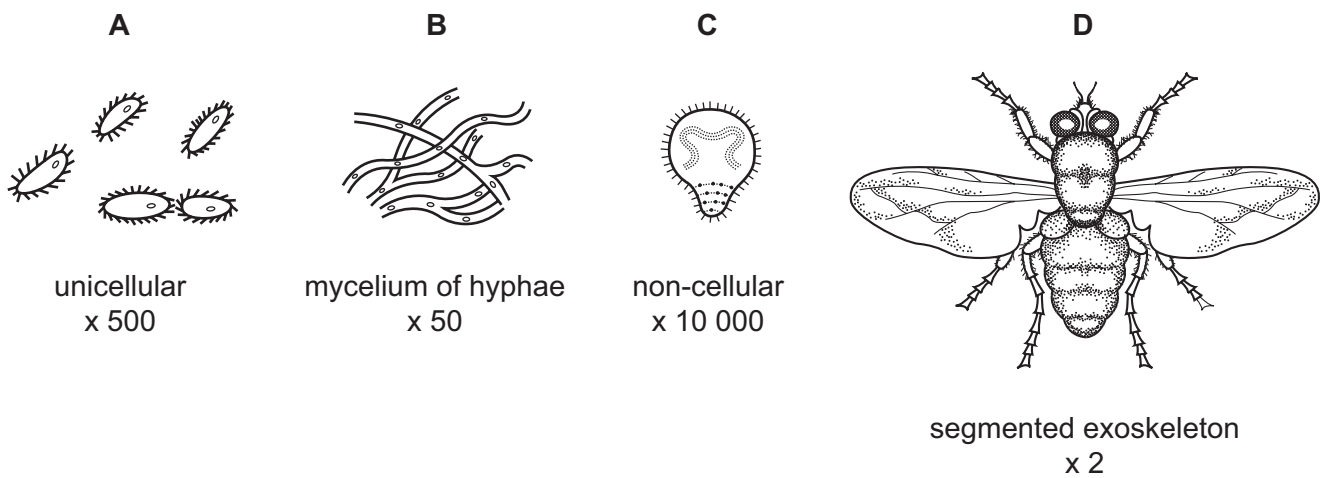 A
B
C
D
unicellular
x 500
mycelium of hyphae
x 50
non-cellular
x 10 000
segmented exoskeleton
x 2